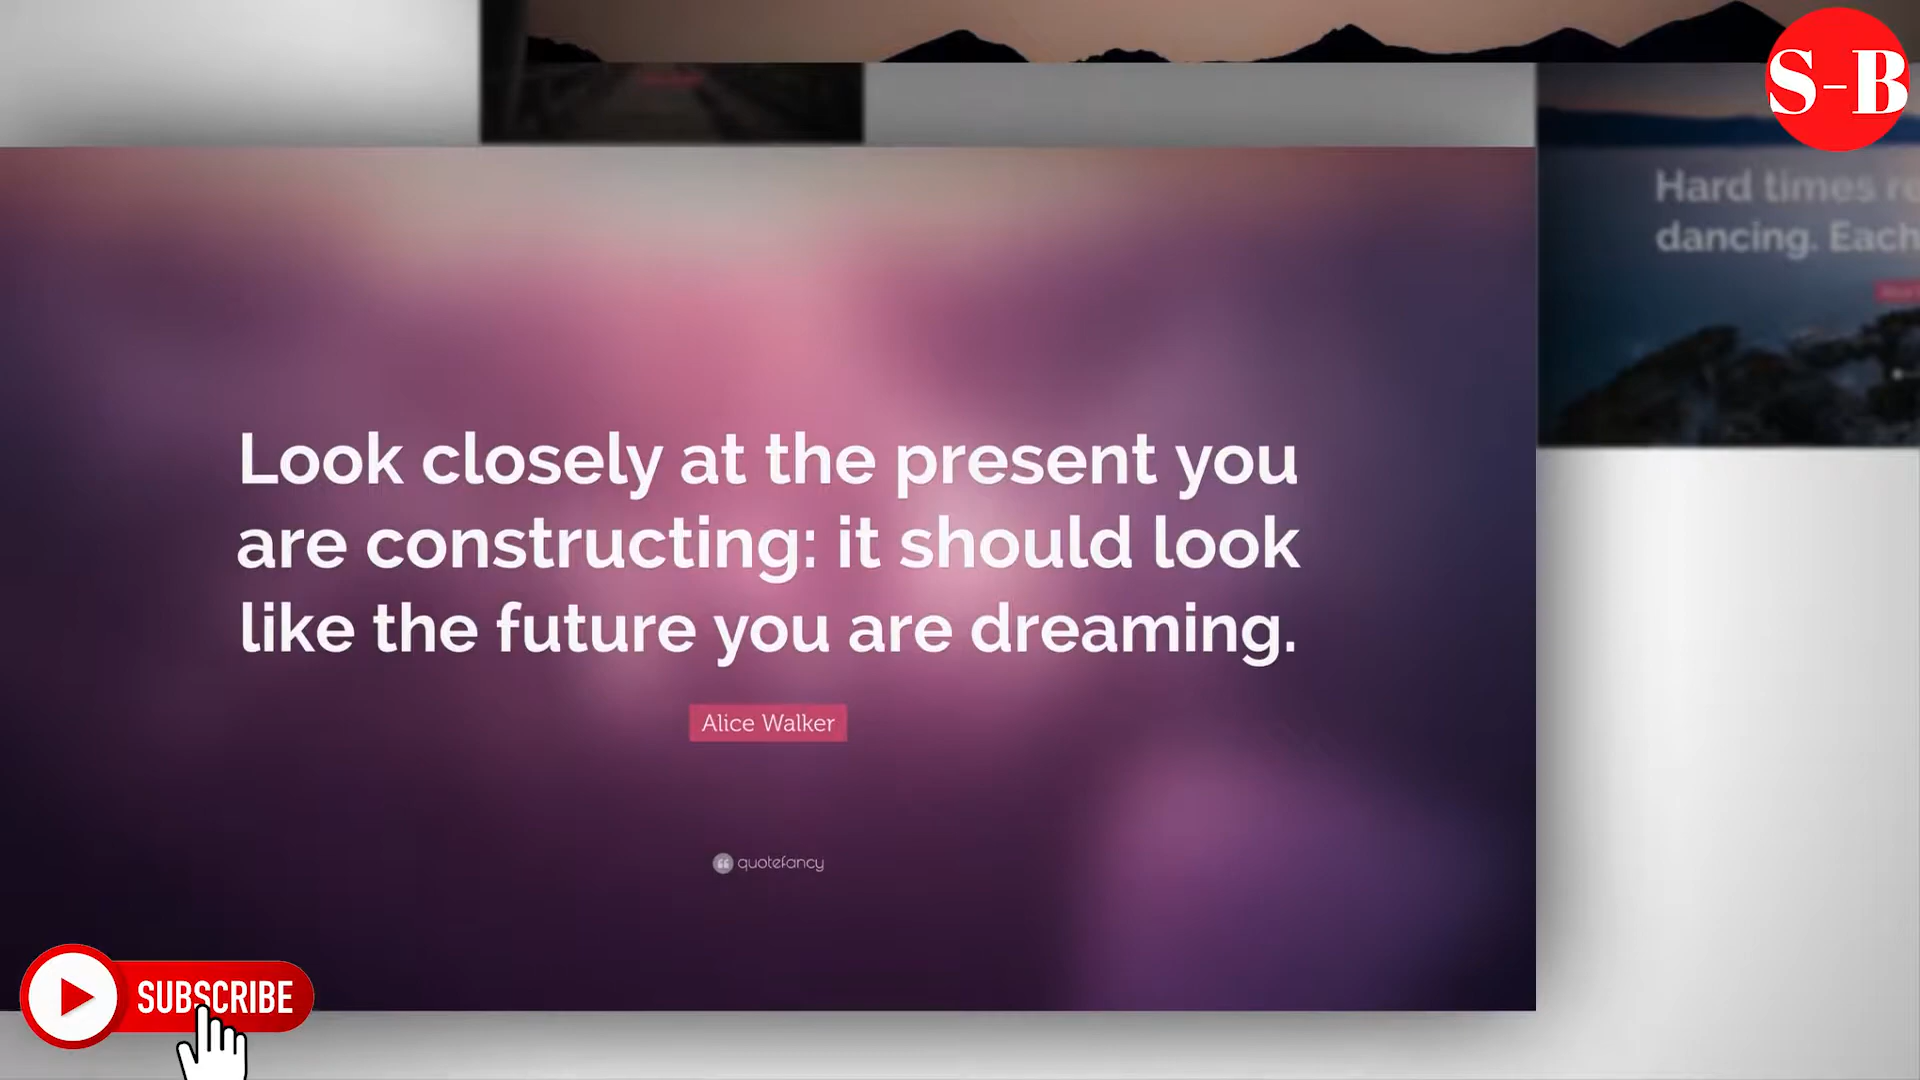 S-B
Hard times
dancing. Each
Look closely at the present you
are constructing: it should look
like the future you are dreaming.
Alice Walker
quotefancy
SUBSCRIBE